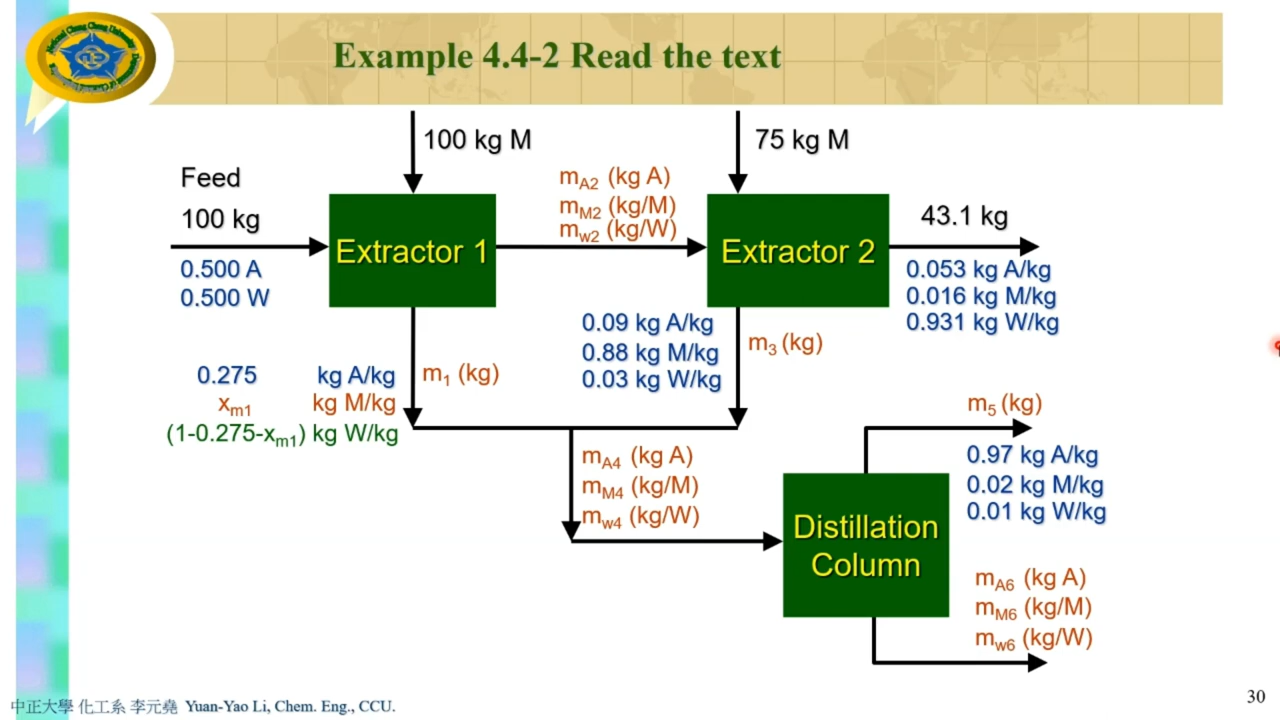 Example 4.4-2 Read the text
100 kg M
75 kg M
Feed
100 kg
0.500 A
0.500 W
Extractor 1
mA2 (kg A)
mM2 (kg/M)
mw2 (kg/W)
Extractor 2
43.1 kg
0.053 kg A/kg
0.016 kg M/kg
0.931 kg W/kg
0.275 kg A/kg
xm1 kg M/kg
(1-0.275-xm1) kg W/kg
m1 (kg)
0.09 kg A/kg
0.88 kg M/kg
0.03 kg W/kg
m3 (kg)
mA4 (kg A)
mM4 (kg/M)
mw4 (kg/W)
Distillation
Column
m5 (kg)
0.97 kg A/kg
0.02 kg M/kg
0.01 kg W/kg
mA6 (kg A)
mM6 (kg/M)
mw6 (kg/W)
中正大學 化工系 李元堯 Yuan-Yao Li, Chem. Eng., CCU.
30